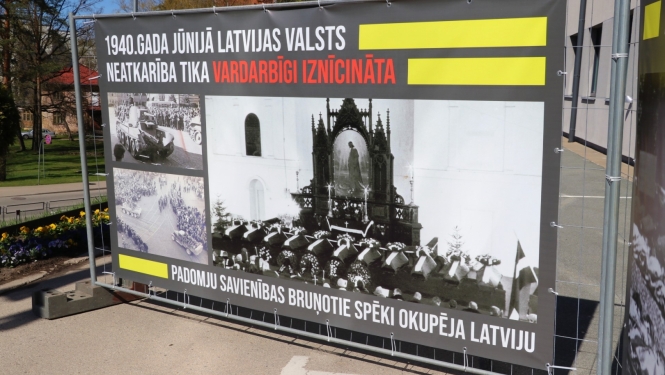 1940.GADA JŪNIJĀ LATVIJAS VALSTS
NEATKARĪBA TIKA VARDARBĪGI IZNĪCINĀTA
PADOMJU SAVIENĪBAS BRUŅOTIE SPĒKI OKUPĒJA LATVIJU